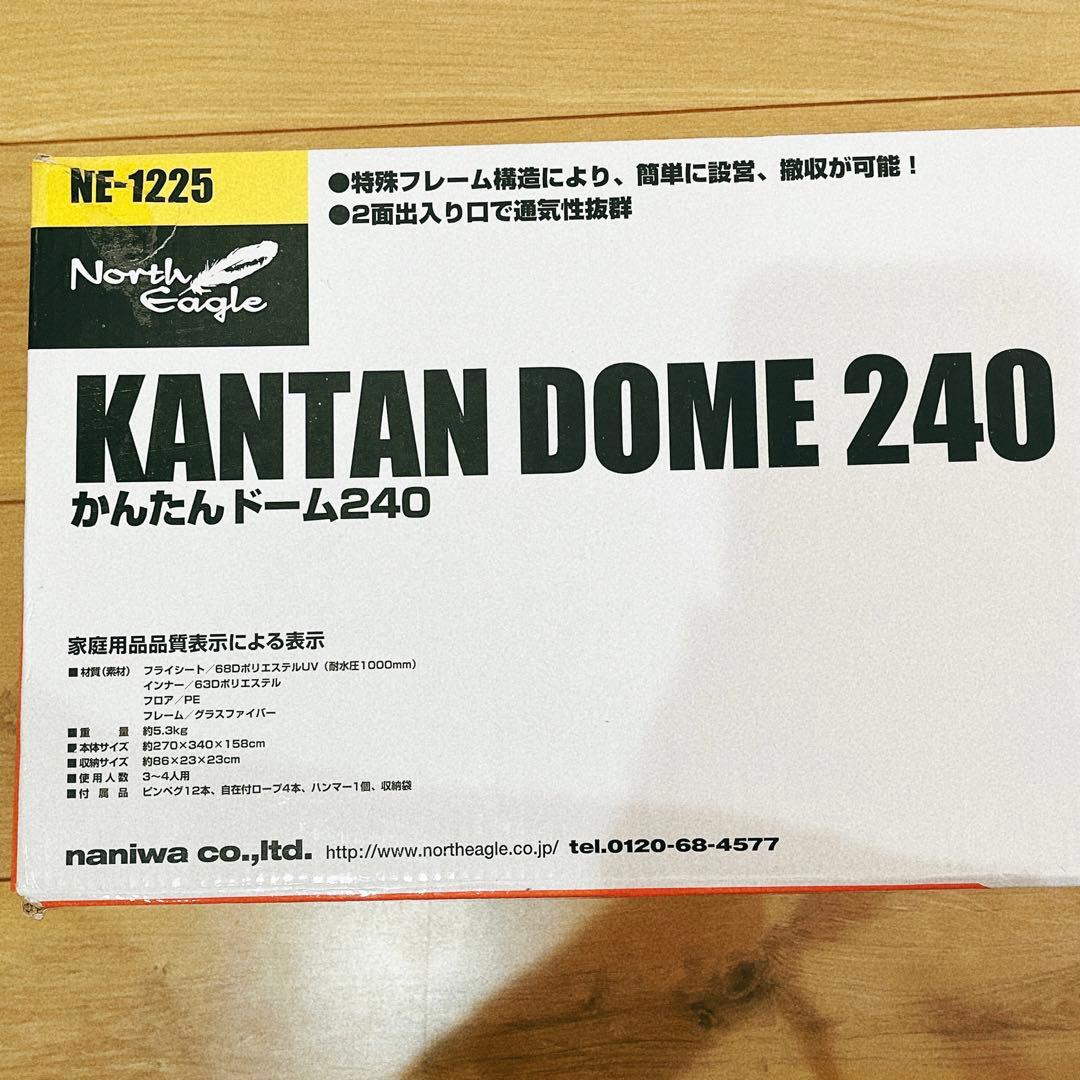 NE-1225
●特殊フレーム構造により、簡単に設営、撤収が可能！
●2面出入り口で通気性抜群
North
Eagle
KANTAN DOME 240
かんたんドーム240
家庭用品品質表示による表示
■材質（素材） フライシート／68DポリエステルUV（耐水圧1000mm）
インナー／63Dポリエステル
フロア／PE
フレーム／グラスファイバー
■重量 約5.3kg
■本体サイズ 約270×340×158cm
■収納サイズ 約86×23×23cm
■使用人数 3〜4人用
■付属品 ピンペグ12本、自在付ロープ4本、ハンマー1個、収納袋
naniwa co.,ltd. http://www.northeagle.co.jp/ tel.0120-68-4577